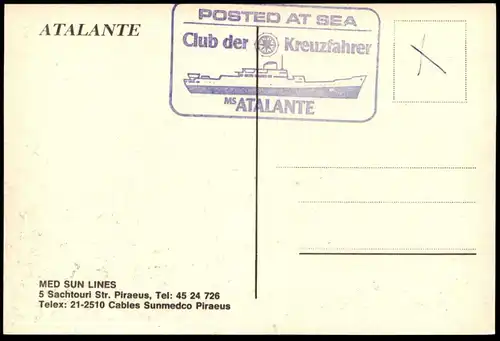 ATALANTE
POSTED AT SEA
Club der Kreuzfahrer
MS ATALANTE
MED SUN LINES
5 Sachtouri Str. Piraeus, Tel: 45 24 726
Telex: 21-2510 Cables Sunmedco Piraeus